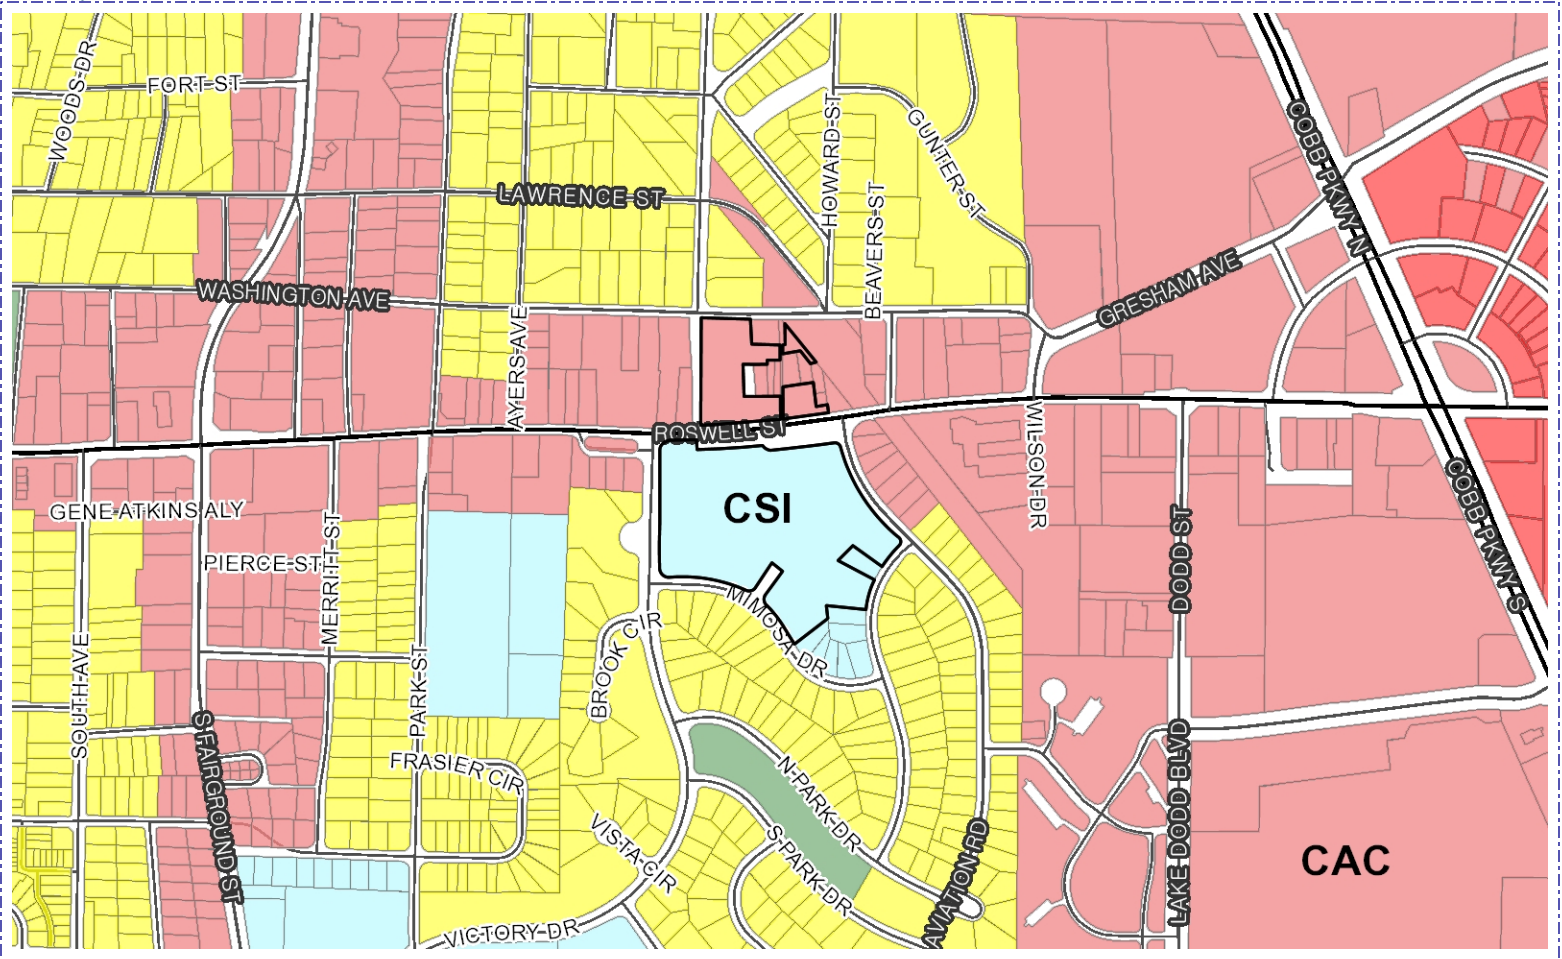 WOODS DR
FORT ST
HOWARD ST
GUNTER ST
COBB PKWY N
LAWRENCE ST
BEAVERS ST
WASHINGTON AVE
GRESHAM AVE
AYERS AVE
ROSWELL ST
WILSON DR
COBB PKWY S
CSI
GENE ATKINS ALY
PIERCE ST
MERRITT ST
DODD ST
MIMOSA DR
SOUTH AVE
PARK ST
BROOK CIR
S FAIRGROUND ST
FRASIER CIR
N PARK DR
S PARK DR
VISTA CIR
AVIATION RD
LAKE DODD BLVD
CAC
VICTORY DR